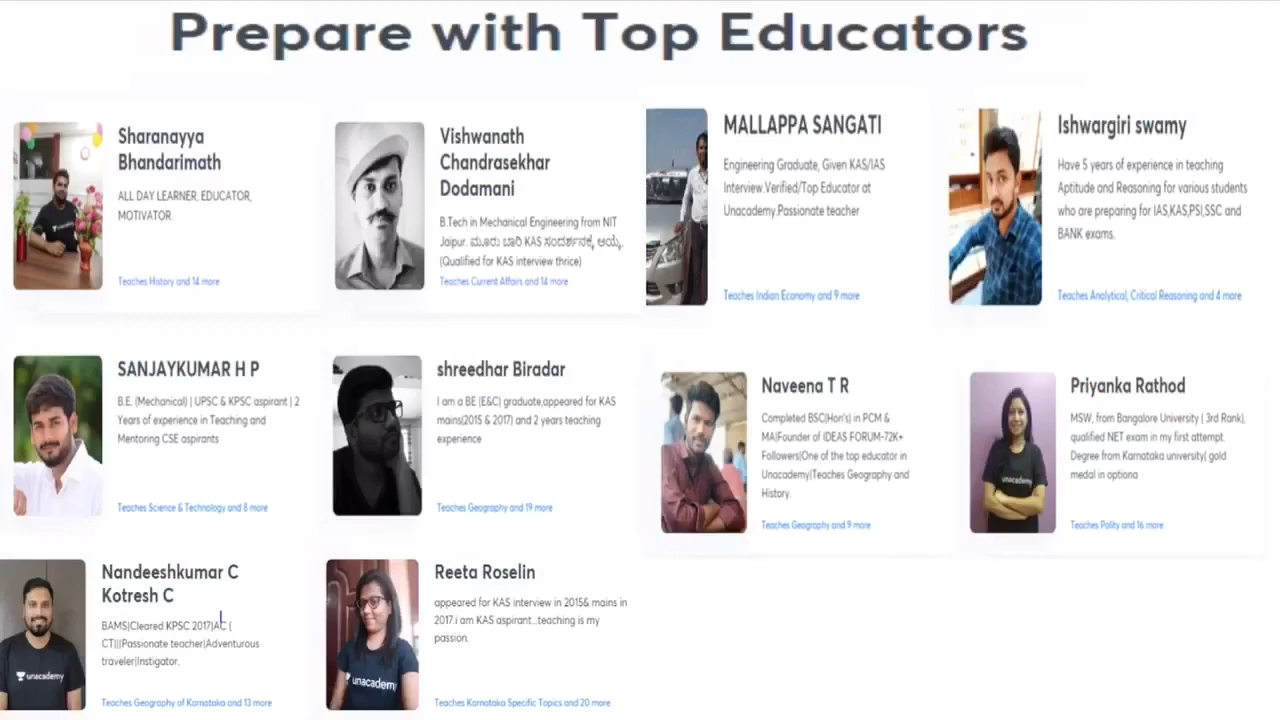 Prepare with Top Educators
Sharanayya
Bhandarimath
ALL DAY LEARNER, EDUCATOR,
MOTIVATOR.
Teaches History and 14 more
Vishwanath
Chandrasekhar
Dodamani
B.Tech in Mechanical Engineering from NIT
Jaipur. ಮೂರು ಬಾರಿ KAS ಸಂದರ್ಶನಕ್ಕೆ ಆಯ್ಕೆ.
(Qualified for KAS interview thrice)
Teaches Current Affairs and 14 more
MALLAPPA SANGATI
Engineering Graduate, Given KAS/IAS
Interview.Verified/Top Educator at
Unacademy.Passionate teacher
Teaches Indian Economy and 9 more
Ishwargiri swamy
Have 5 years of experience in teaching
Aptitude and Reasoning for various students
who are preparing for IAS,KAS,PSI,SSC and
BANK exams.
Teaches Analytical, Critical Reasoning and 4 more
SANJAYKUMAR H P
B.E. (Mechanical) | UPSC & KPSC aspirant | 2
Years of experience in Teaching and
Mentoring CSE aspirants
Teaches Science & Technology and 8 more
shreedhar Biradar
I am a BE (E&C) graduate,appeared for KAS
mains(2015 & 2017) and 2 years teaching
experience
Teaches Geography and 19 more
Naveena T R
Completed BSC(Hon's) in PCM &
MA|Founder of IDEAS FORUM-72K+
Followers|One of the top educator in
Unacademy|Teaches Geography and
History.
Teaches Geography and 9 more
unacademy
Priyanka Rathod
MSW, from Bangalore University ( 3rd Rank),
qualified NET exam in my first attempt.
Degree from Karnataka university( gold
medal in optiona
Teaches Polity and 16 more
unacademy
Nandeeshkumar C
Kotresh C
BAMS|Cleared KPSC 2017|AC (
CT)||Passionate teacher|Adventurous
traveler|Instigator.
Teaches Geography of Karnataka and 13 more
unacademy
Reeta Roselin
appeared for KAS interview in 2015& mains in
2017.i am KAS aspirant...teaching is my
passion.
Teaches Karnataka Specific Topics and 20 more